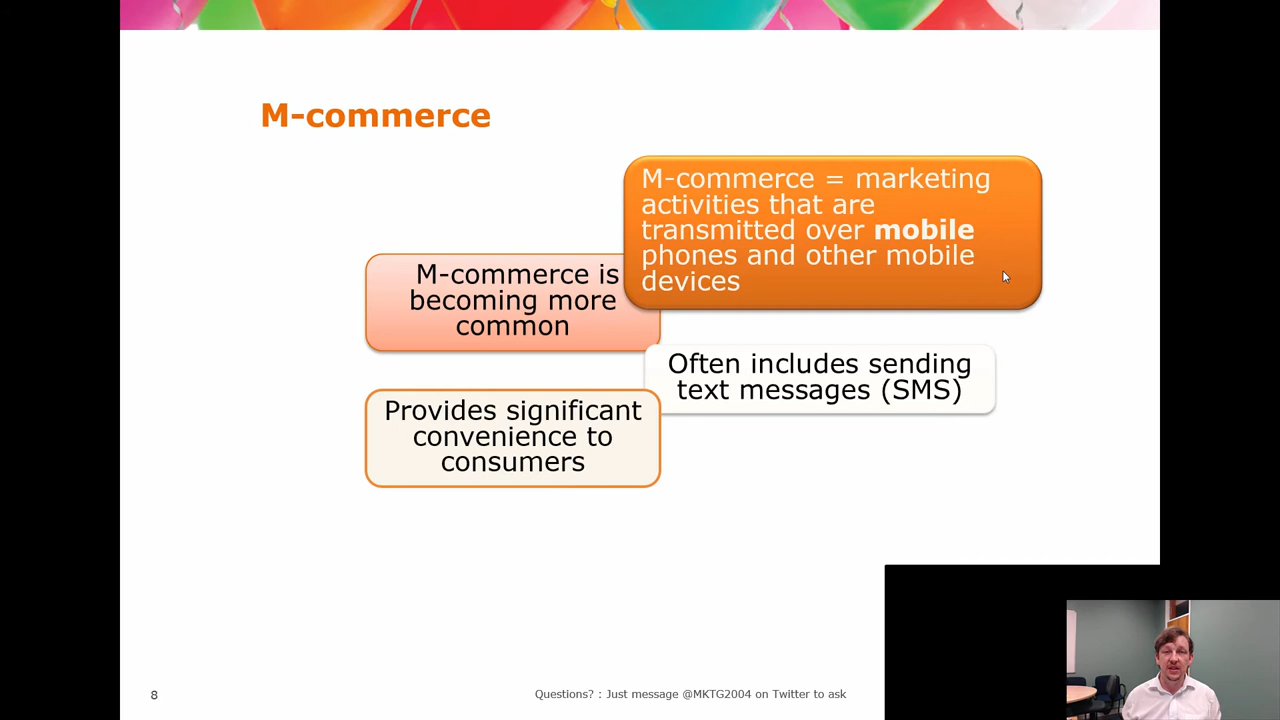 M-commerce
M-commerce = marketing
activities that are
transmitted over mobile
phones and other mobile
devices
M-commerce is
becoming more
common
Often includes sending
text messages (SMS)
Provides significant
convenience to
consumers
8
Questions? : Just message @MKTG2004 on Twitter to ask